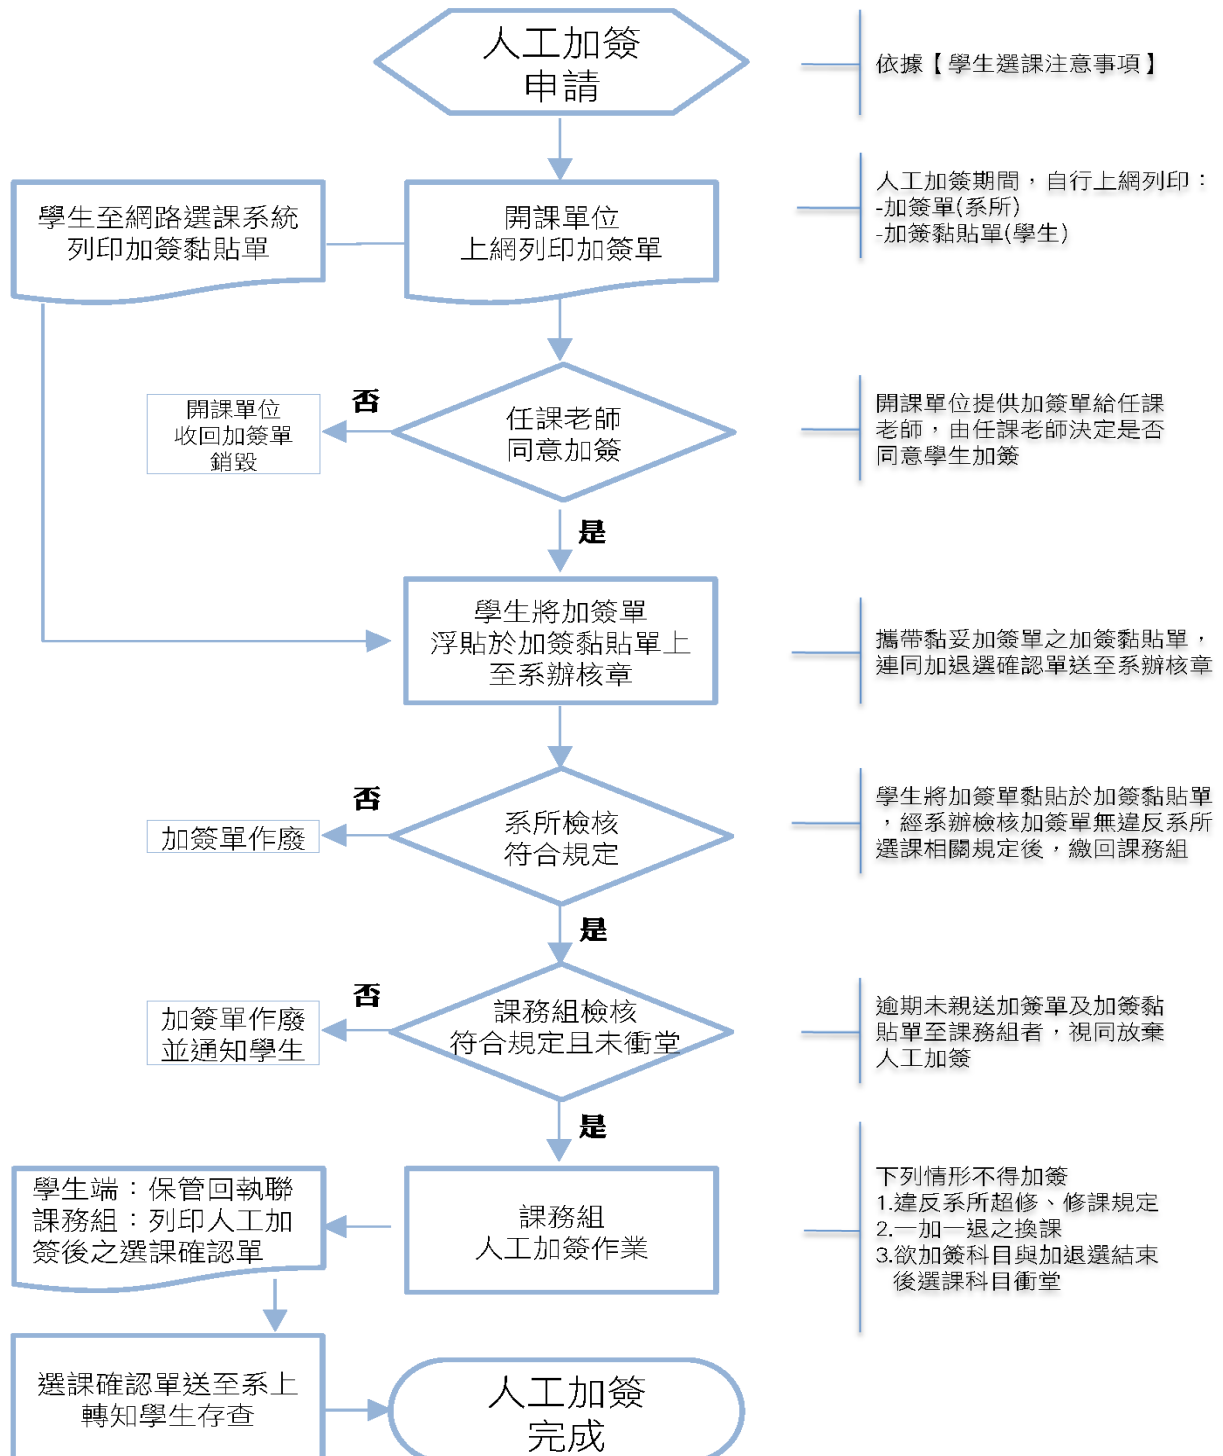 人工加簽
申請
依據【學生選課注意事項】
學生至網路選課系統
列印加簽黏貼單
開課單位
上網列印加簽單
人工加簽期間，自行上網列印：
-加簽單(系所)
-加簽黏貼單(學生)
否
開課單位
收回加簽單
銷毀
任課老師
同意加簽
開課單位提供加簽單給任課
老師，由任課老師決定是否
同意學生加簽
是
學生將加簽單
浮貼於加簽黏貼單上
至系辦核章
攜帶黏妥加簽單之加簽黏貼單，
連同加退選確認單送至系辦核章
否
加簽單作廢
系所檢核
符合規定
學生將加簽單黏貼於加簽黏貼單
，經系辦檢核加簽單無違反系所
選課相關規定後，繳回課務組
是
否
加簽單作廢
並通知學生
課務組檢核
符合規定且未衝堂
逾期未親送加簽單及加簽黏
貼單至課務組者，視同放棄
人工加簽
是
學生端：保管回執聯
課務組：列印人工加
簽後之選課確認單
課務組
人工加簽作業
下列情形不得加簽
1.違反系所超修、修課規定
2.一加一退之換課
3.欲加簽科目與加退選結束
後選課科目衝堂
選課確認單送至系上
轉知學生存查
人工加簽
完成